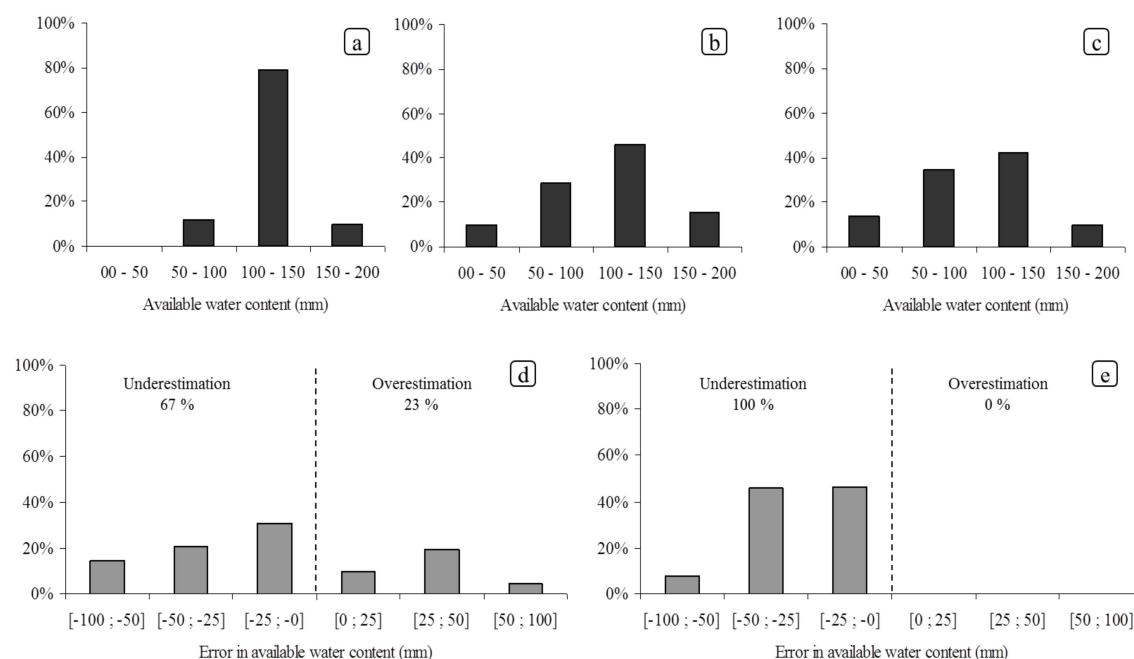 a
100%
80%
60%
40%
20%
0%
00 - 50 50 - 100 100 - 150 150 - 200
Available water content (mm)
b
100%
80%
60%
40%
20%
0%
00 - 50 50 - 100 100 - 150 150 - 200
Available water content (mm)
c
100%
80%
60%
40%
20%
0%
00 - 50 50 - 100 100 - 150 150 - 200
Available water content (mm)
d
100%
80%
60%
40%
20%
0%
Underestimation
67 %
Overestimation
23 %
[-100 ; -50] [-50 ; -25] [-25 ; -0] [0 ; 25] [25 ; 50] [50 ; 100]
Error in available water content (mm)
e
100%
80%
60%
40%
20%
0%
Underestimation
100 %
Overestimation
0 %
[-100 ; -50] [-50 ; -25] [-25 ; -0] [0 ; 25] [25 ; 50] [50 ; 100]
Error in available water content (mm)